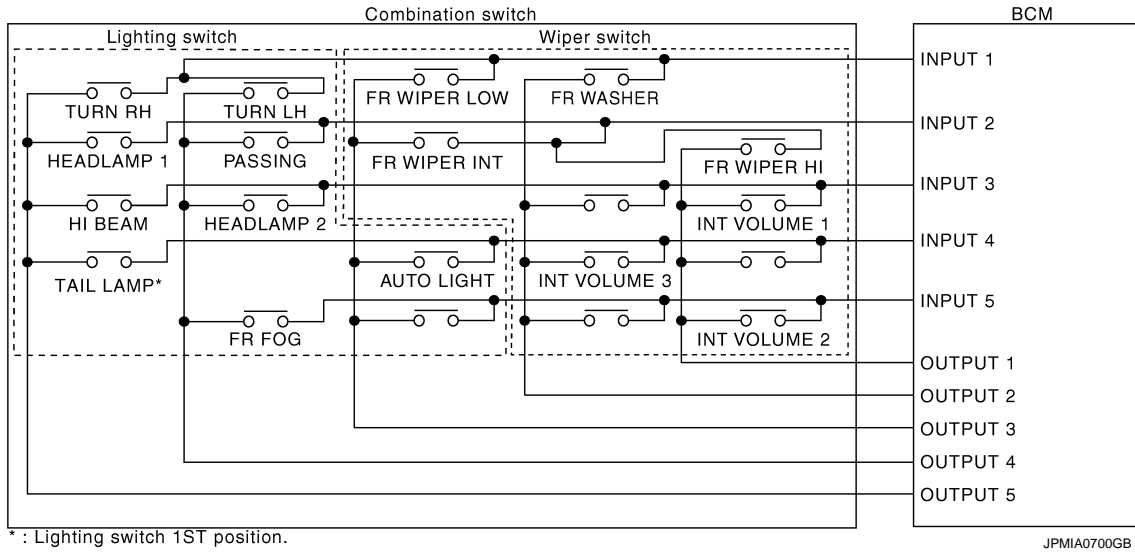 Combination switch
BCM
Lighting switch
Wiper switch
INPUT 1
TURN RH
TURN LH
FR WIPER LOW
FR WASHER
INPUT 2
HEADLAMP 1
PASSING
FR WIPER INT
FR WIPER HI
INPUT 3
HI BEAM
HEADLAMP 2
INT VOLUME 1
INPUT 4
TAIL LAMP*
AUTO LIGHT
INT VOLUME 3
INPUT 5
FR FOG
INT VOLUME 2
OUTPUT 1
OUTPUT 2
OUTPUT 3
OUTPUT 4
OUTPUT 5
* : Lighting switch 1ST position.
JPMIA0700GB